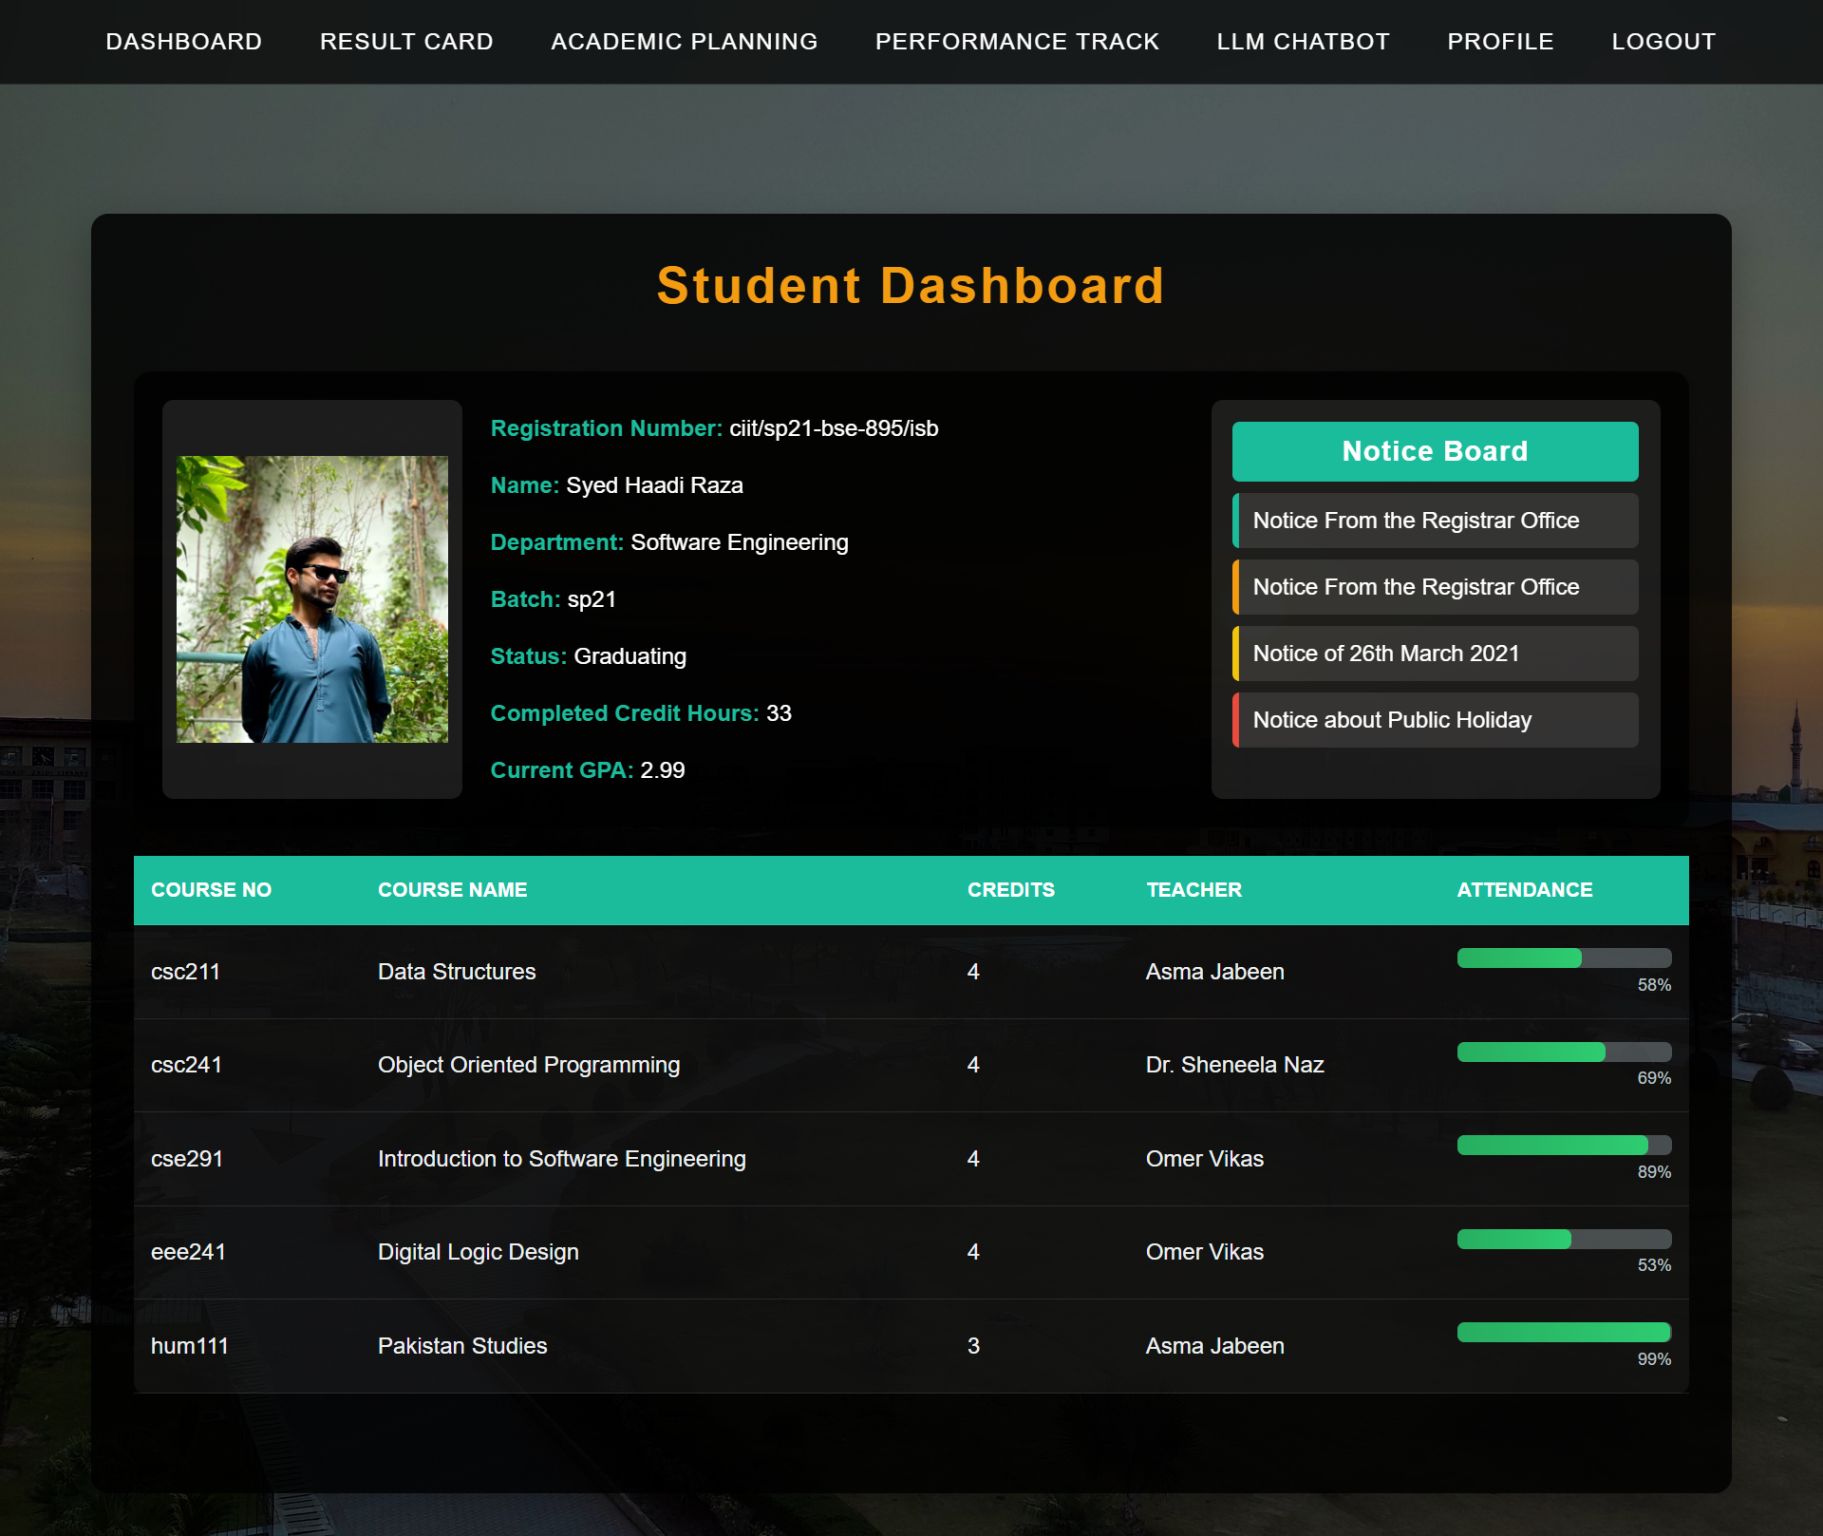 DASHBOARD RESULT CARD ACADEMIC PLANNING PERFORMANCE TRACK LLM CHATBOT PROFILE LOGOUT
Student Dashboard
Registration Number: ciit/sp21-bse-895/isb
Name: Syed Haadi Raza
Department: Software Engineering
Batch: sp21
Status: Graduating
Completed Credit Hours: 33
Current GPA: 2.99
Notice Board
Notice From the Registrar Office
Notice From the Registrar Office
Notice of 26th March 2021
Notice about Public Holiday
COURSE NO COURSE NAME CREDITS TEACHER ATTENDANCE
csc211 Data Structures 4 Asma Jabeen 58%
csc241 Object Oriented Programming 4 Dr. Sheneela Naz 69%
cse291 Introduction to Software Engineering 4 Omer Vikas 89%
eee241 Digital Logic Design 4 Omer Vikas 53%
hum111 Pakistan Studies 3 Asma Jabeen 99%